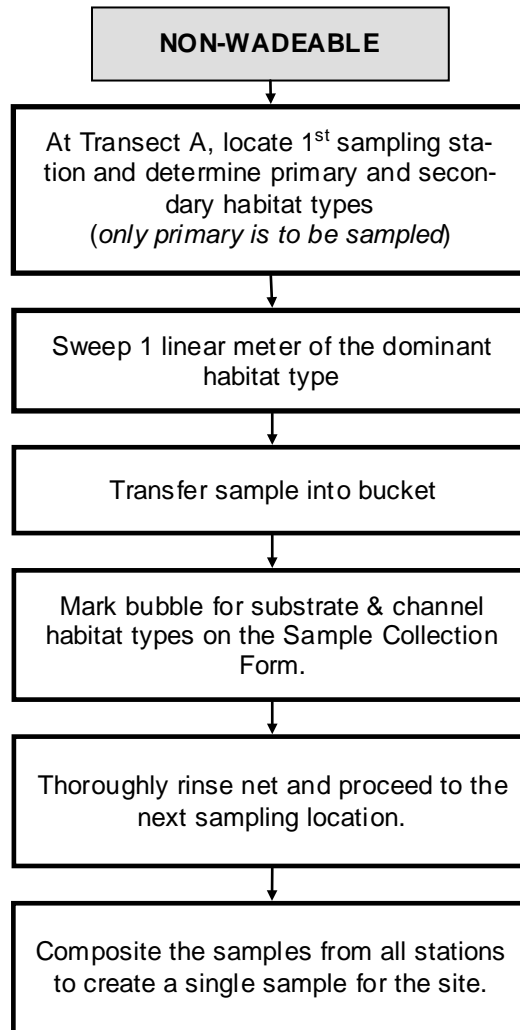 NON-WADEABLE
At Transect A, locate 1st sampling sta-
tion and determine primary and secon-
dary habitat types
(only primary is to be sampled)
Sweep 1 linear meter of the dominant
habitat type
Transfer sample into bucket
Mark bubble for substrate & channel
habitat types on the Sample Collection
Form.
Thoroughly rinse net and proceed to the
next sampling location.
Composite the samples from all stations
to create a single sample for the site.